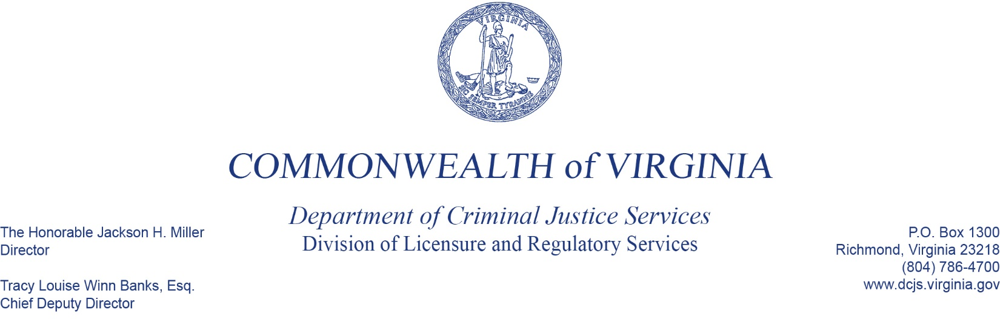 VIRGINIA
SIC SEMPER TYRANNIS
COMMONWEALTH of VIRGINIA
Department of Criminal Justice Services
Division of Licensure and Regulatory Services
The Honorable Jackson H. Miller
Director
Tracy Louise Winn Banks, Esq.
Chief Deputy Director
P.O. Box 1300
Richmond, Virginia 23218
(804) 786-4700
www.dcjs.virginia.gov